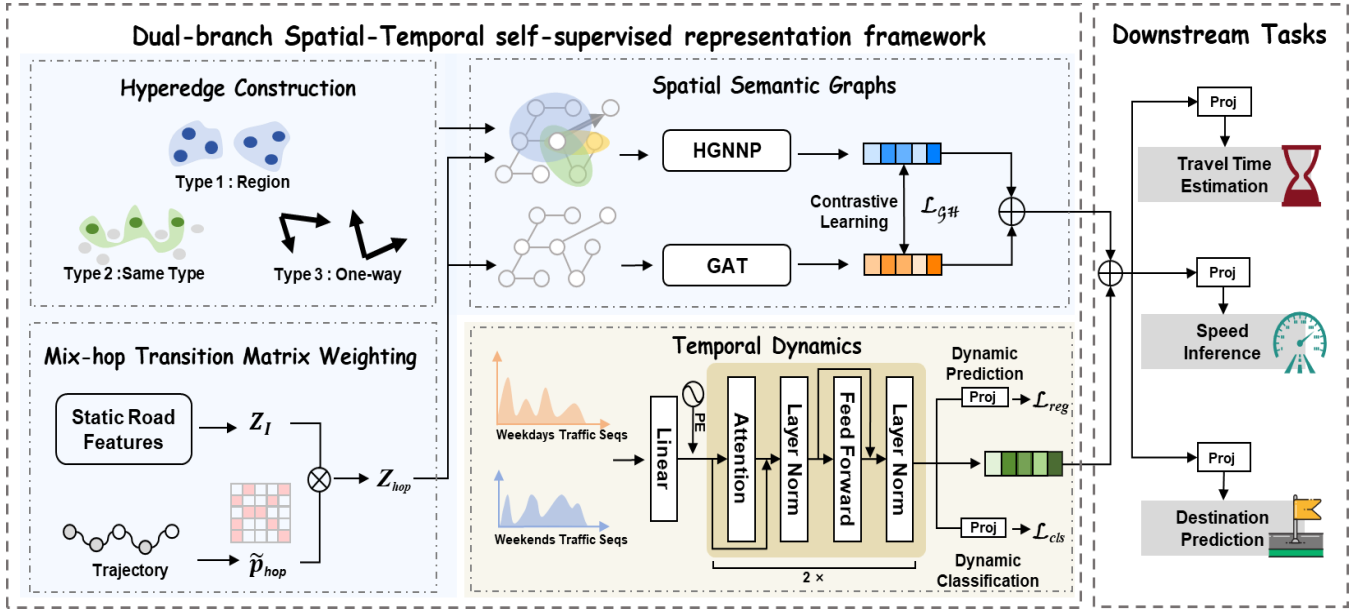 Dual-branch Spatial-Temporal self-supervised representation framework
Hyperedge Construction
Type 1 : Region
Type 2 :Same Type
Type 3 : One-way
Mix-hop Transition Matrix Weighting
Static Road
Features
Z_I
Z_hop
Trajectory
p̃_hop
Spatial Semantic Graphs
HGNNP
GAT
Contrastive
Learning
ℒ_𝒢ℋ
Temporal Dynamics
Weekdays Traffic Seqs
Weekends Traffic Seqs
Linear
PE
Attention
Layer Norm
Feed Forward
Layer Norm
2 ×
Dynamic
Prediction
Proj
ℒ_reg
Proj
ℒ_cls
Dynamic
Classification
Downstream Tasks
Proj
Travel Time
Estimation
Proj
Speed
Inference
Proj
Destination
Prediction